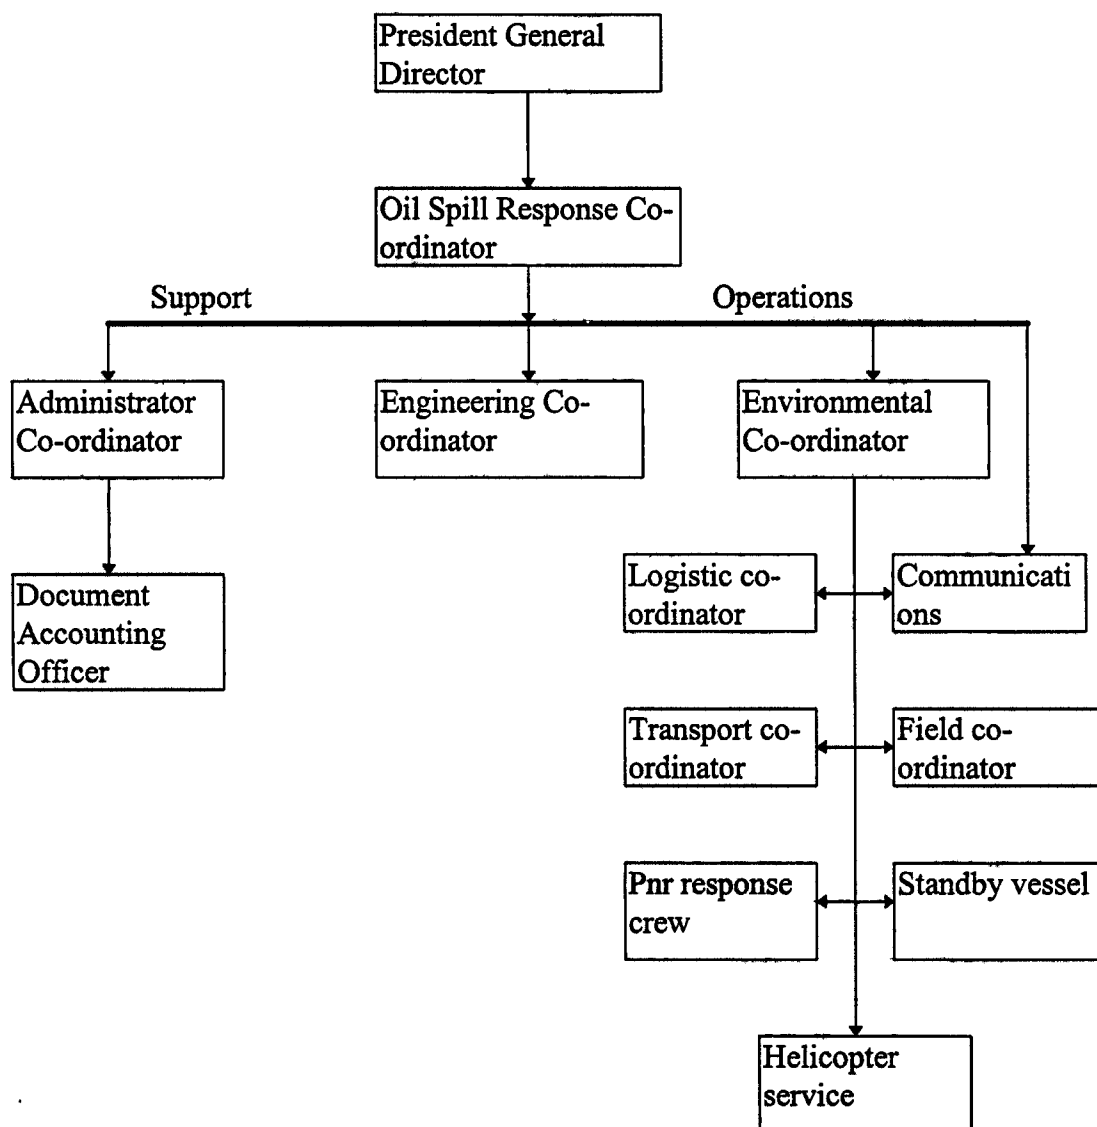 President General
Director
Oil Spill Response Co-
ordinator
Support
Operations
Administrator
Co-ordinator
Engineering Co-
ordinator
Environmental
Co-ordinator
Document
Accounting
Officer
Logistic co-
ordinator
Communicati
ons
Transport co-
ordinator
Field co-
ordinator
Pnr response
crew
Standby vessel
Helicopter
service